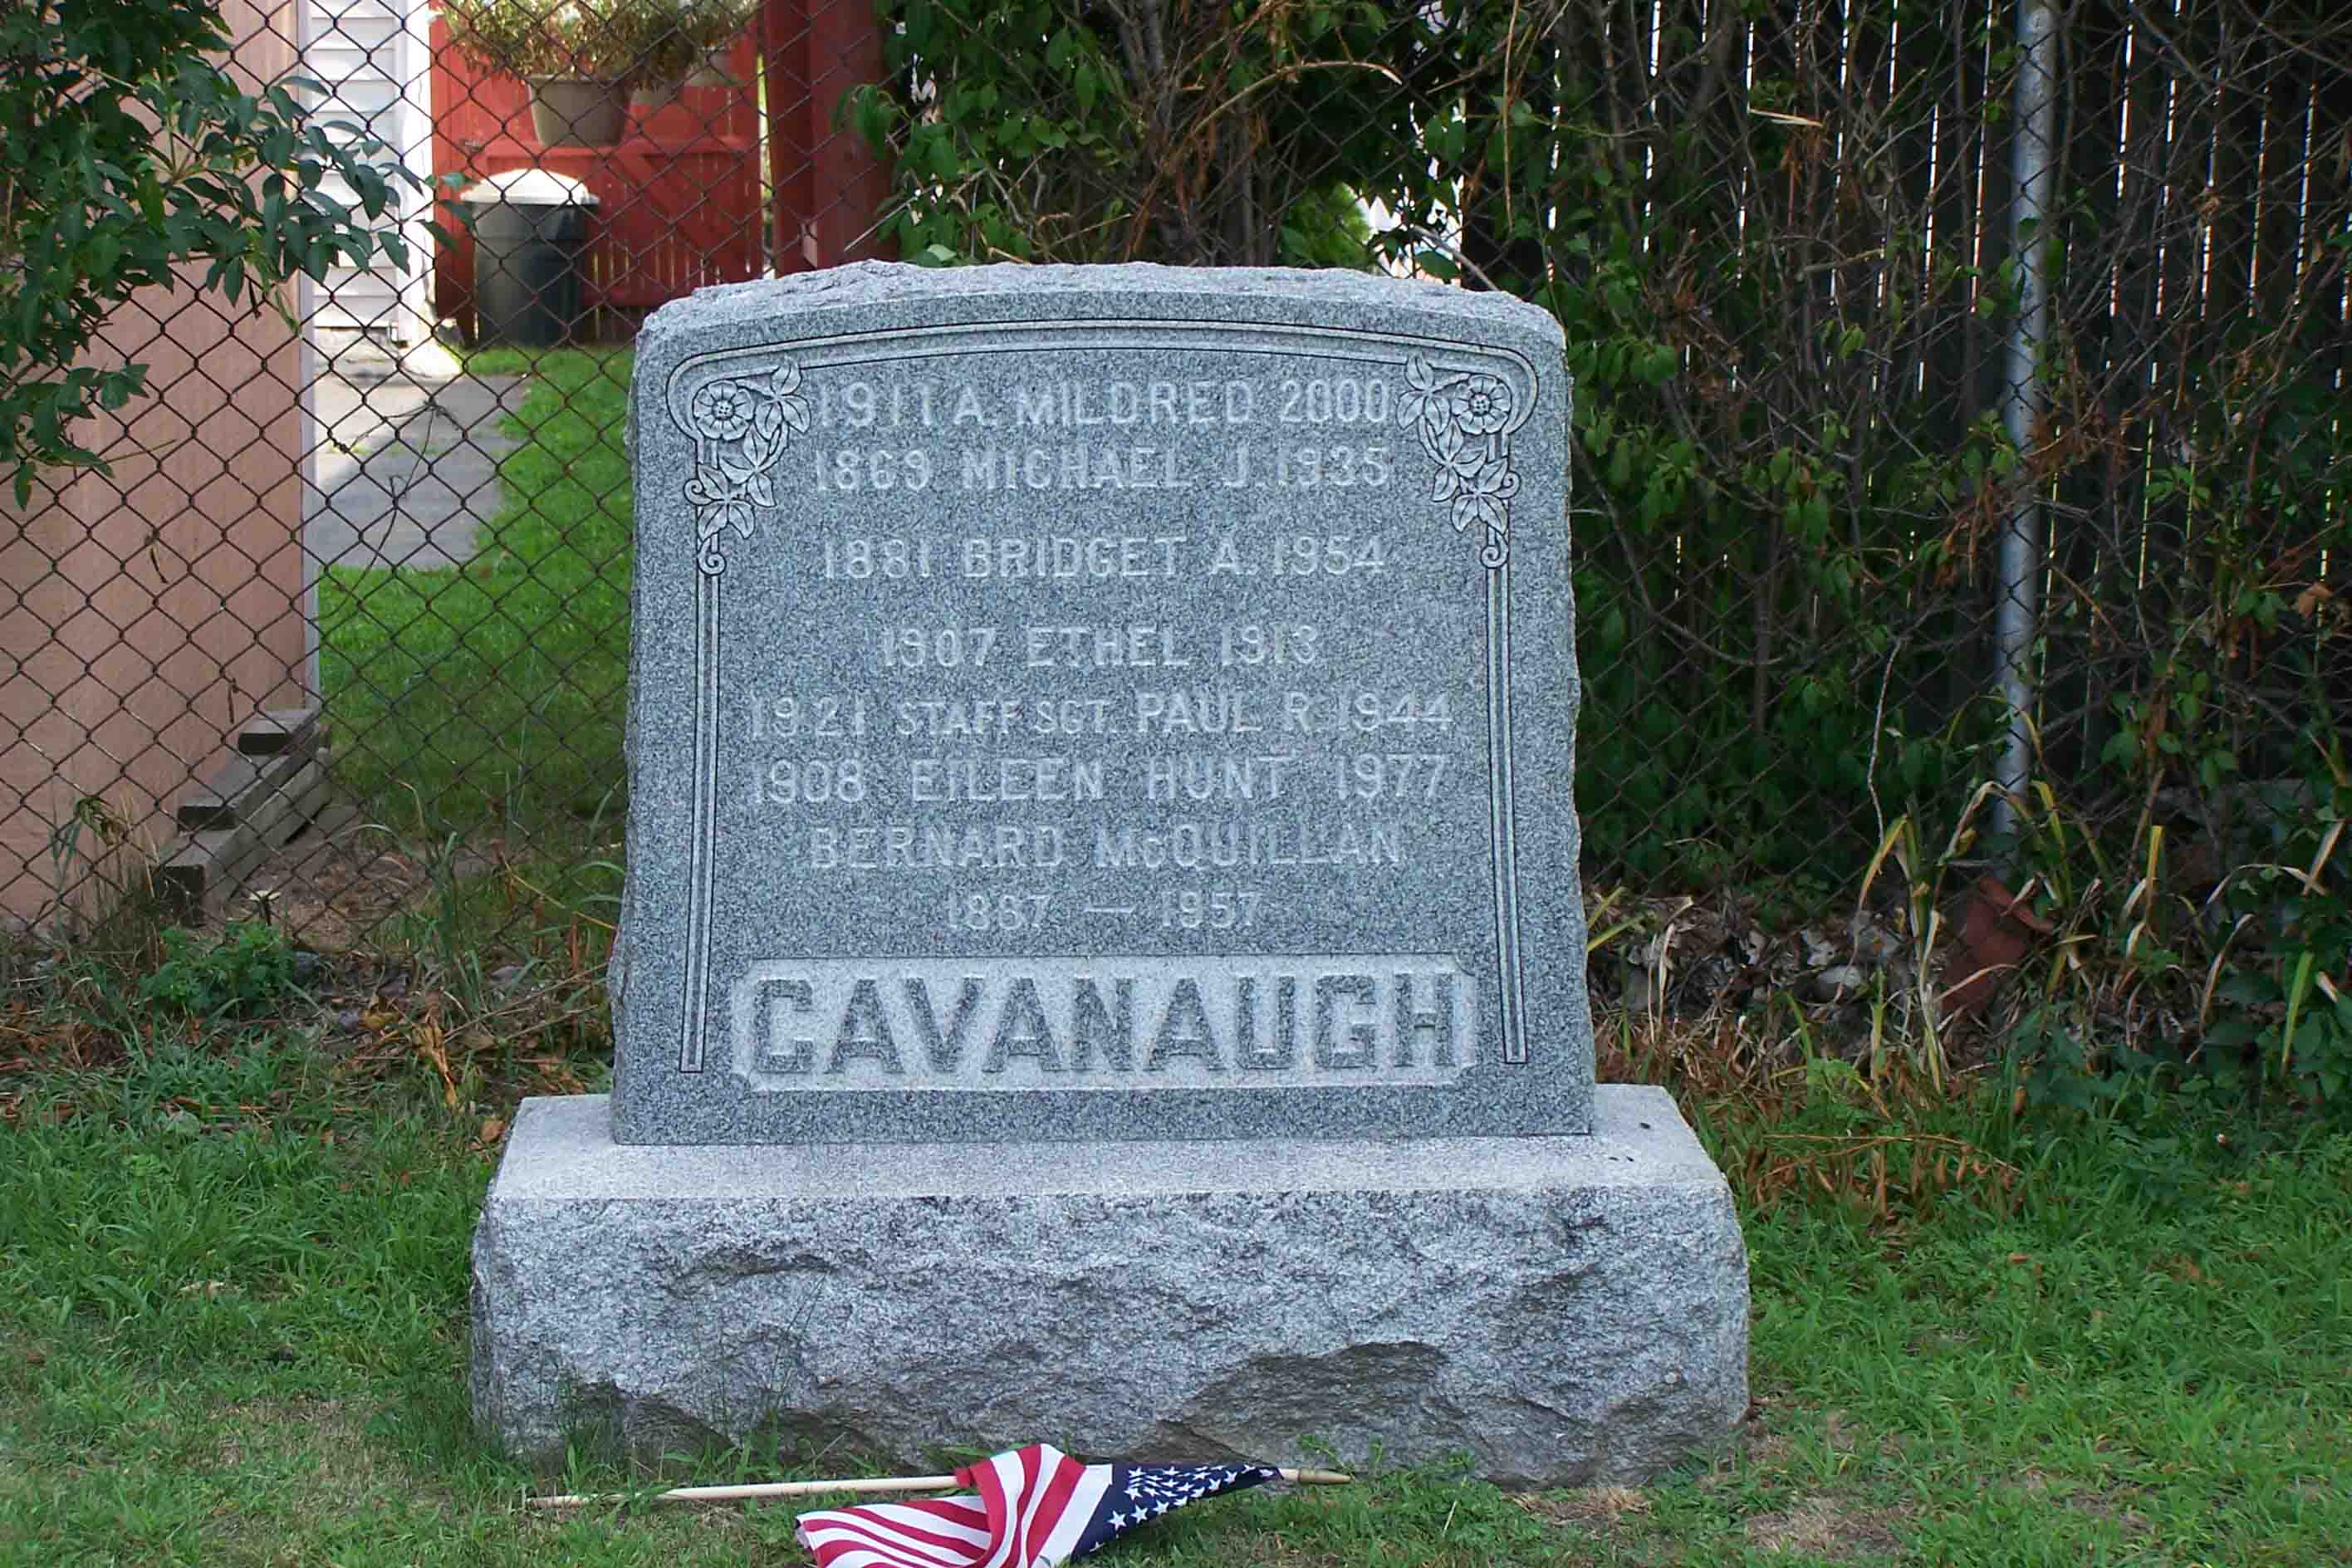 1911 A. MILDRED 2000
1869 MICHAEL J. 1935
1881 BRIDGET A. 1954
1907 ETHEL 1913
1921 STAFF SGT. PAUL R. 1944
1908 EILEEN HUNT 1977
BERNARD McQUILLAN
1887 — 1957
CAVANAUGH